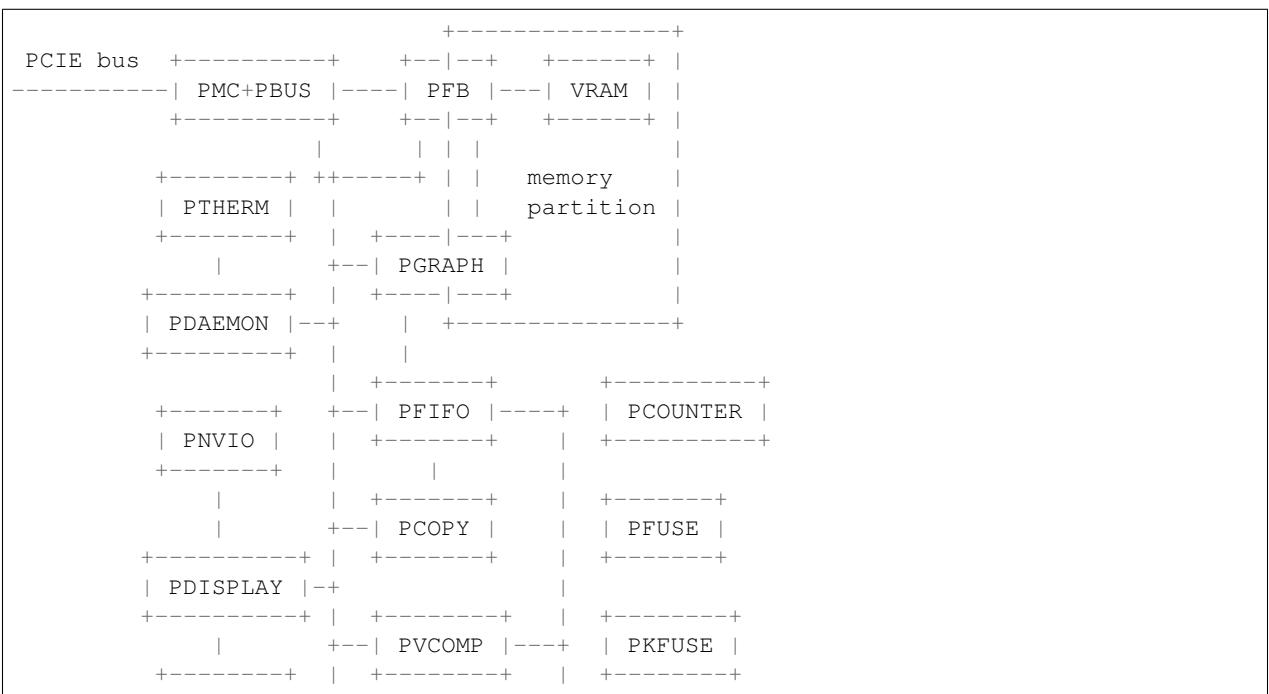 +---------------+
 PCIE bus  +----------+    +--|--+   +------+ |
-----------| PMC+PBUS |----| PFB |---| VRAM | |
           +----------+    +--|--+   +------+ |
                     |      | | |             |
          +--------+ ++-----+ | |   memory    |
          | PTHERM |  |       | |   partition |
          +--------+  |  +----|---+           |
              |       +--| PGRAPH |           |
         +---------+  |  +----|---+           |
         | PDAEMON |--+    |  +---------------+
         +---------+  |    |
                      |  +-------+       +----------+
          +-------+   +--| PFIFO |----+  | PCOUNTER |
          | PNVIO |   |  +-------+    |  +----------+
          +-------+   |      |        |
              |       |  +-------+    |  +-------+
              |       +--| PCOPY |    |  | PFUSE |
         +----------+ |  +-------+    |  +-------+
         | PDISPLAY |-+               |
         +----------+ |  +--------+   |  +--------+
              |       +--| PVCOMP |---+  | PKFUSE |
          +--------+  |  +--------+   |  +--------+